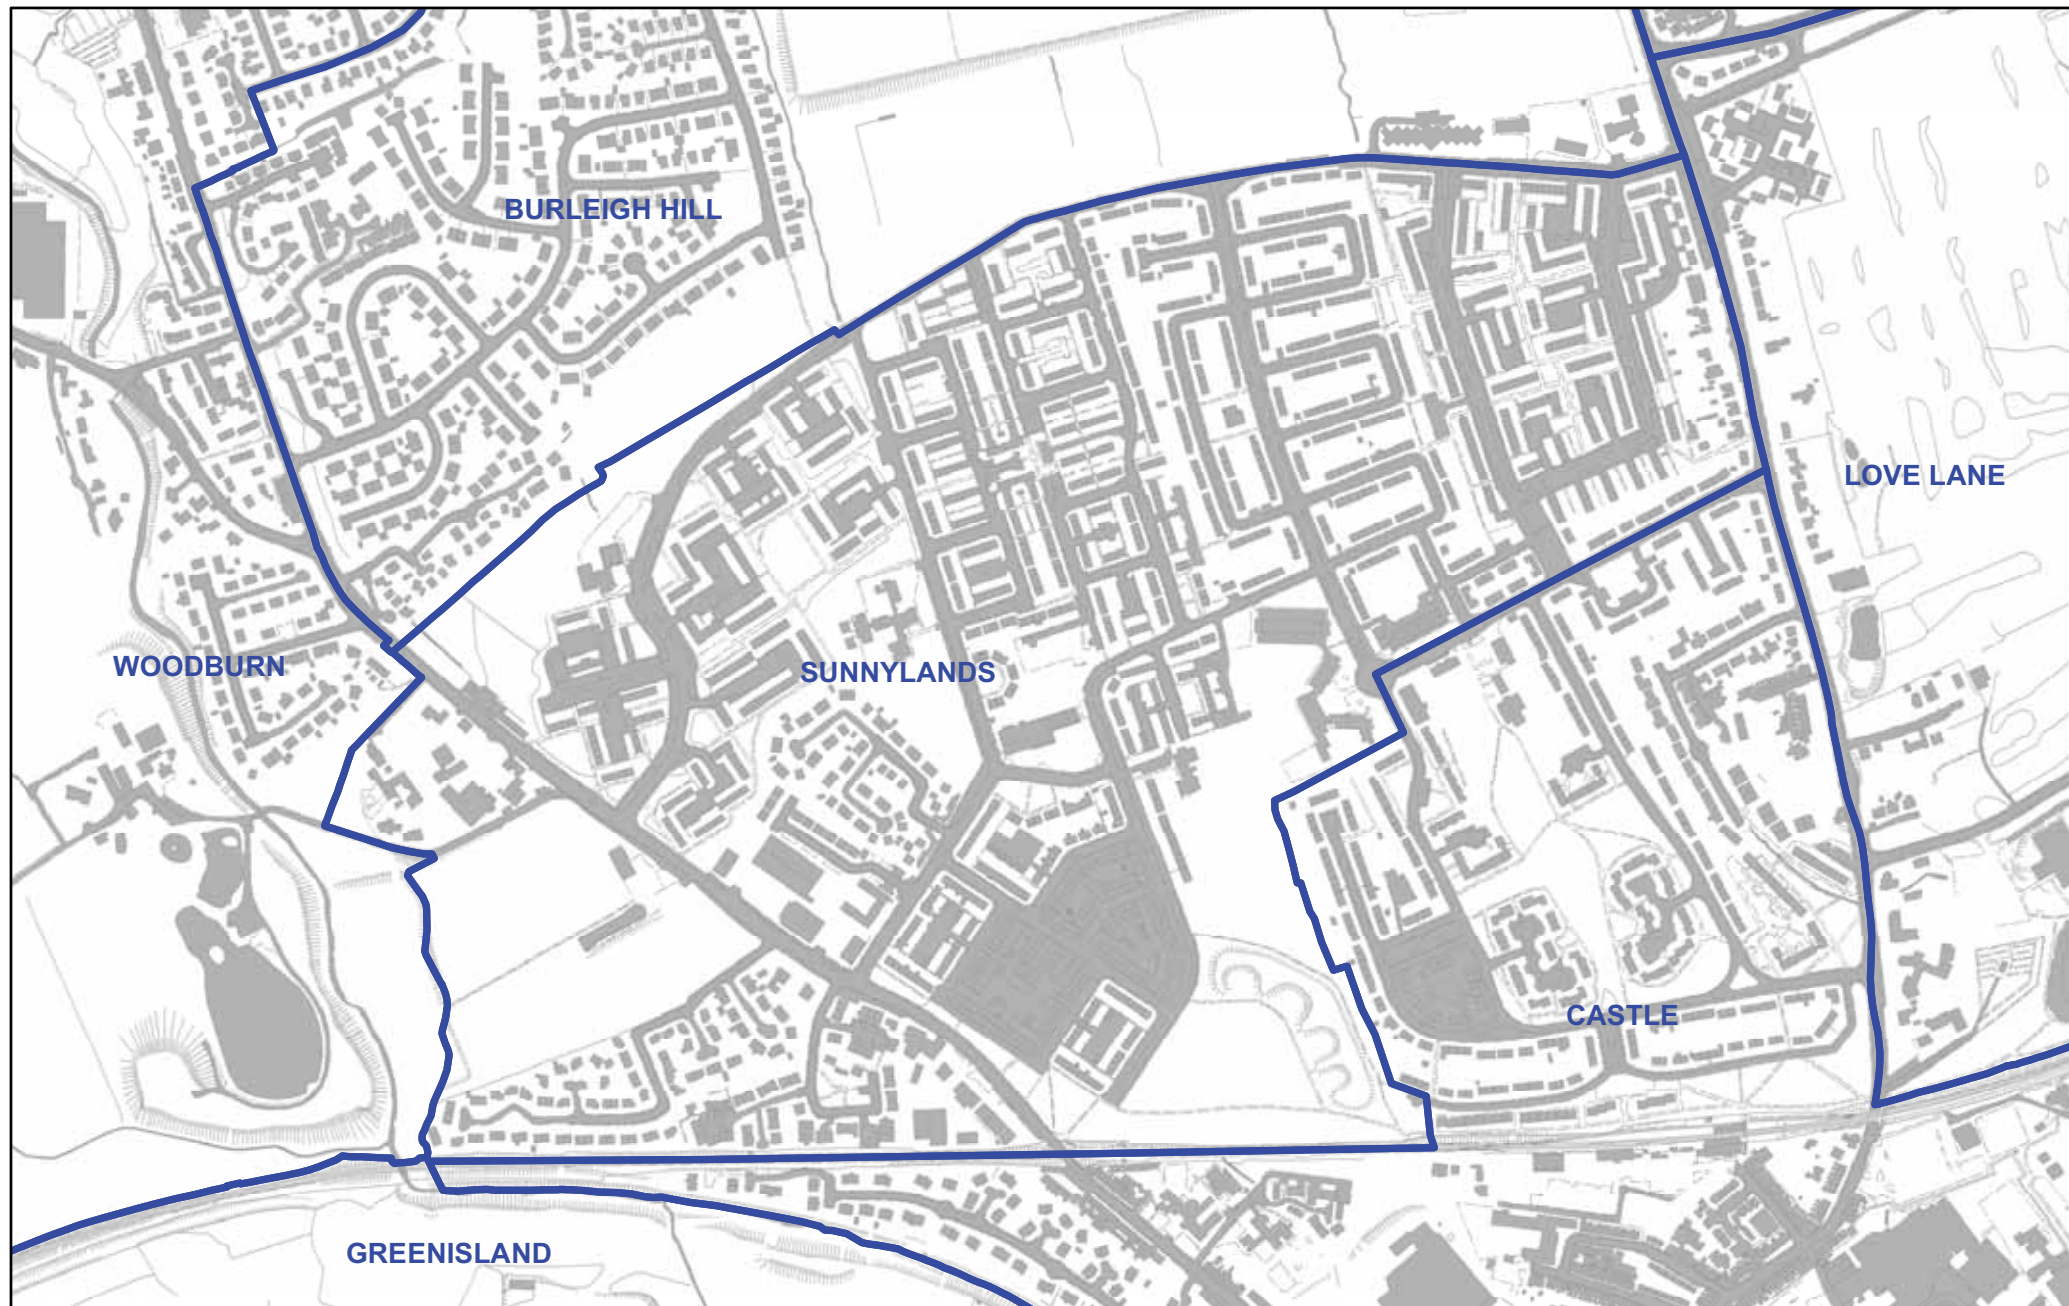 BURLEIGH HILL
LOVE LANE
WOODBURN
SUNNYLANDS
CASTLE
GREENISLAND